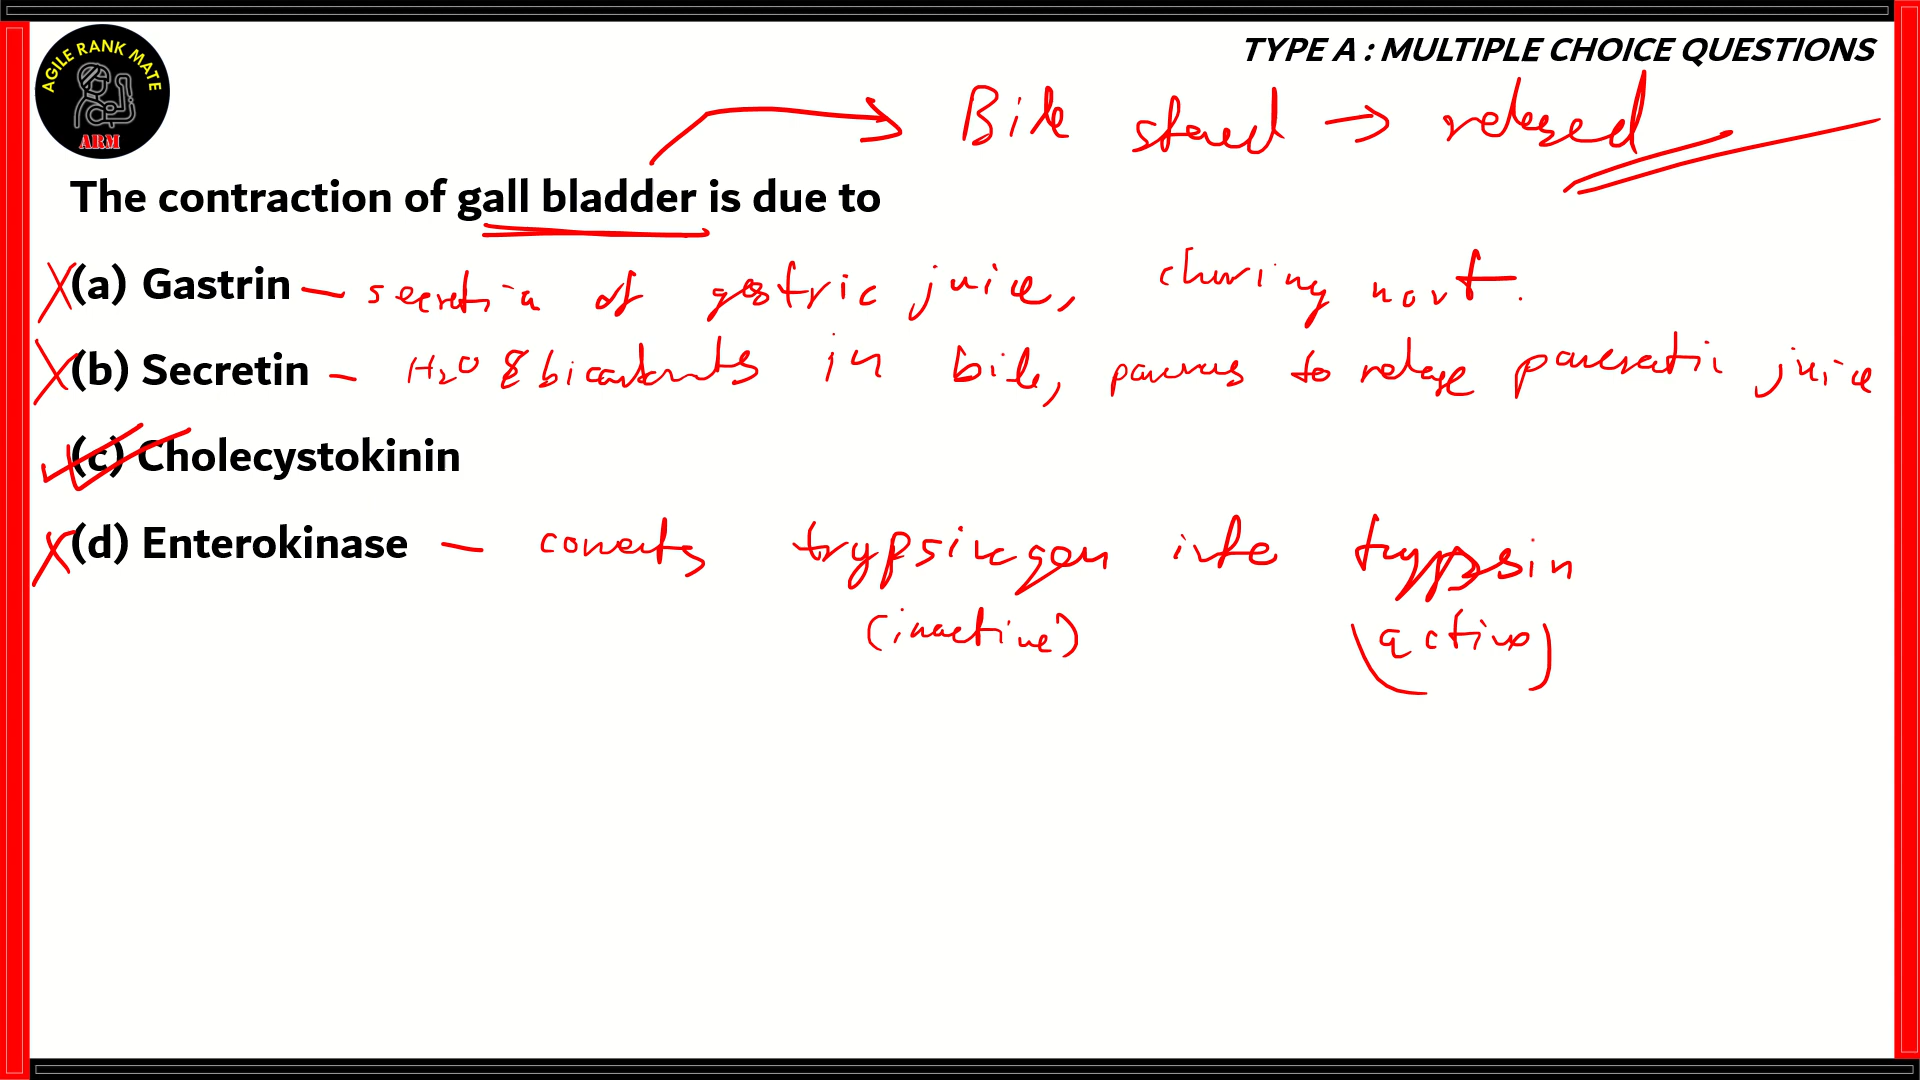 AGILE RANK MATE
ARM
TYPE A : MULTIPLE CHOICE QUESTIONS
Bile stored → released
The contraction of gall bladder is due to
(a) Gastrin — secretion of gastric juice, churning movt.
(b) Secretin — H₂O & bicarbonates in bile, pancreas to release pancreatic juice
(c) Cholecystokinin
(d) Enterokinase — converts trypsinogen into trypsin
(inactive) (active)